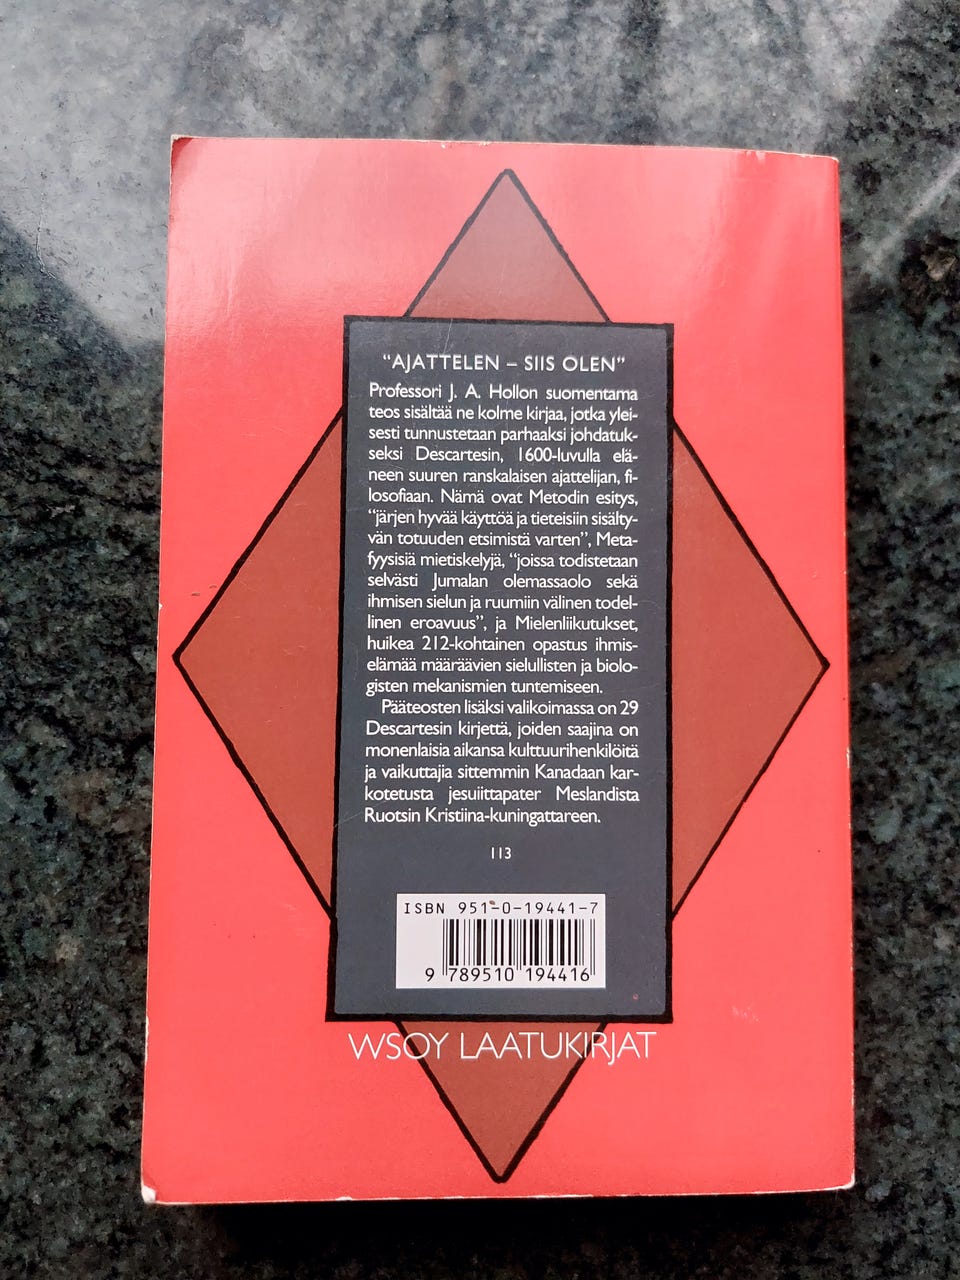 “AJATTELEN – SIIS OLEN”
Professori J. A. Hollon suomentama
teos sisältää ne kolme kirjaa, jotka ylei-
sesti tunnustetaan parhaaksi johdatuk-
seksi Descartesin, 1600-luvulla elä-
neen suuren ranskalaisen ajattelijan, fi-
losofiaan. Nämä ovat Metodin esitys,
“järjen hyvää käyttöä ja tieteisiin sisälty-
vän totuuden etsimistä varten”, Meta-
fyysisiä mietiskelyjä, “joissa todistetaan
selvästi Jumalan olemassaolo sekä
ihmisen sielun ja ruumiin välinen todel-
linen eroavuus”, ja Mielenliikutukset,
huikea 212-kohtainen opastus ihmis-
elämää määräävien sielullisten ja biolo-
gisten mekanismien tuntemiseen.
Pääteosten lisäksi valikoimassa on 29
Descartesin kirjettä, joiden saajina on
monenlaisia aikansa kulttuurihenkilöitä
ja vaikuttajia sittemmin Kanadaan kar-
kotetusta jesuiittapater Meslandista
Ruotsin Kristiina-kuningattareen.
113
ISBN 951-0-19441-7
9 789510 194416
WSOY LAATUKIRJAT